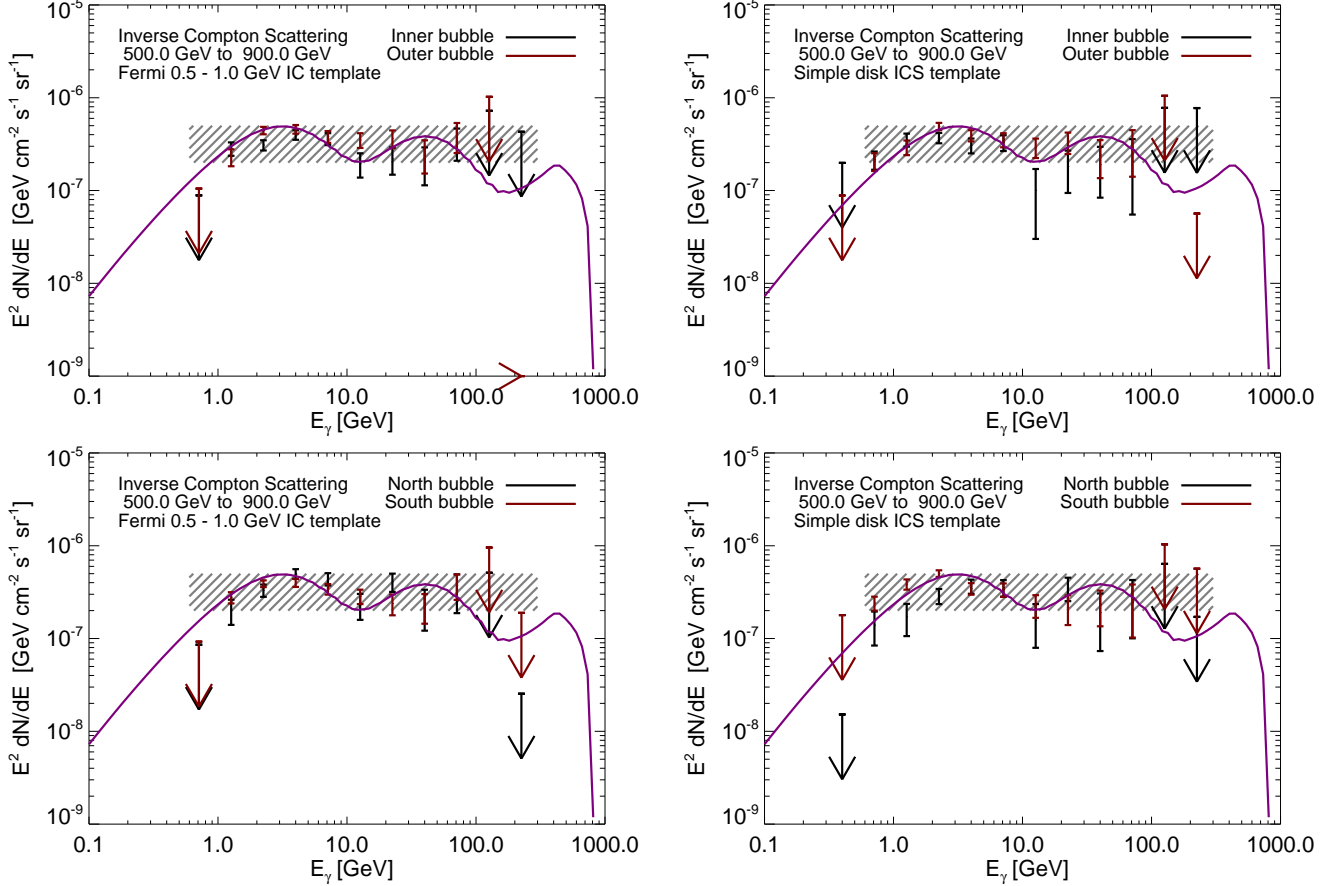 10^-5
10^-6
10^-7
10^-8
10^-9
E^2 dN/dE [GeV cm^-2 s^-1 sr^-1]
Inverse Compton Scattering
500.0 GeV to 900.0 GeV
Fermi 0.5 - 1.0 GeV IC template
Inner bubble
Outer bubble
0.1 1.0 10.0 100.0 1000.0
E_γ [GeV]
10^-5
10^-6
10^-7
10^-8
10^-9
E^2 dN/dE [GeV cm^-2 s^-1 sr^-1]
Inverse Compton Scattering
500.0 GeV to 900.0 GeV
Simple disk ICS template
Inner bubble
Outer bubble
0.1 1.0 10.0 100.0 1000.0
E_γ [GeV]
10^-5
10^-6
10^-7
10^-8
10^-9
E^2 dN/dE [GeV cm^-2 s^-1 sr^-1]
Inverse Compton Scattering
500.0 GeV to 900.0 GeV
Fermi 0.5 - 1.0 GeV IC template
North bubble
South bubble
0.1 1.0 10.0 100.0 1000.0
E_γ [GeV]
10^-5
10^-6
10^-7
10^-8
10^-9
E^2 dN/dE [GeV cm^-2 s^-1 sr^-1]
Inverse Compton Scattering
500.0 GeV to 900.0 GeV
Simple disk ICS template
North bubble
South bubble
0.1 1.0 10.0 100.0 1000.0
E_γ [GeV]